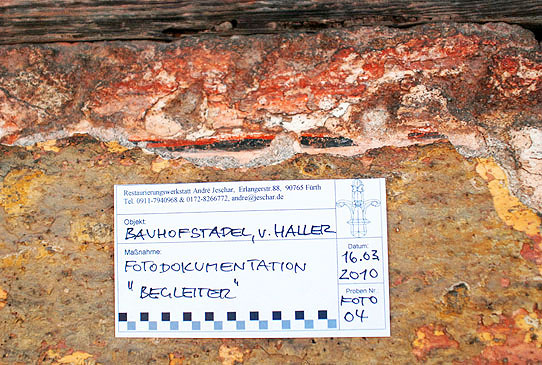 Restaurierungswerkstatt André Jeschar, Erlangerstr.88, 90765 Fürth
Tel. 0911-7940968 & 0172-8266772, andre@jeschar.de
Objekt:
BAUHOFSTADEL, V. HALLER
Maßnahme:
FOTODOKUMENTATION
"BEGLEITER"
Datum:
16.03
2010
Proben Nr.
FOTO
04